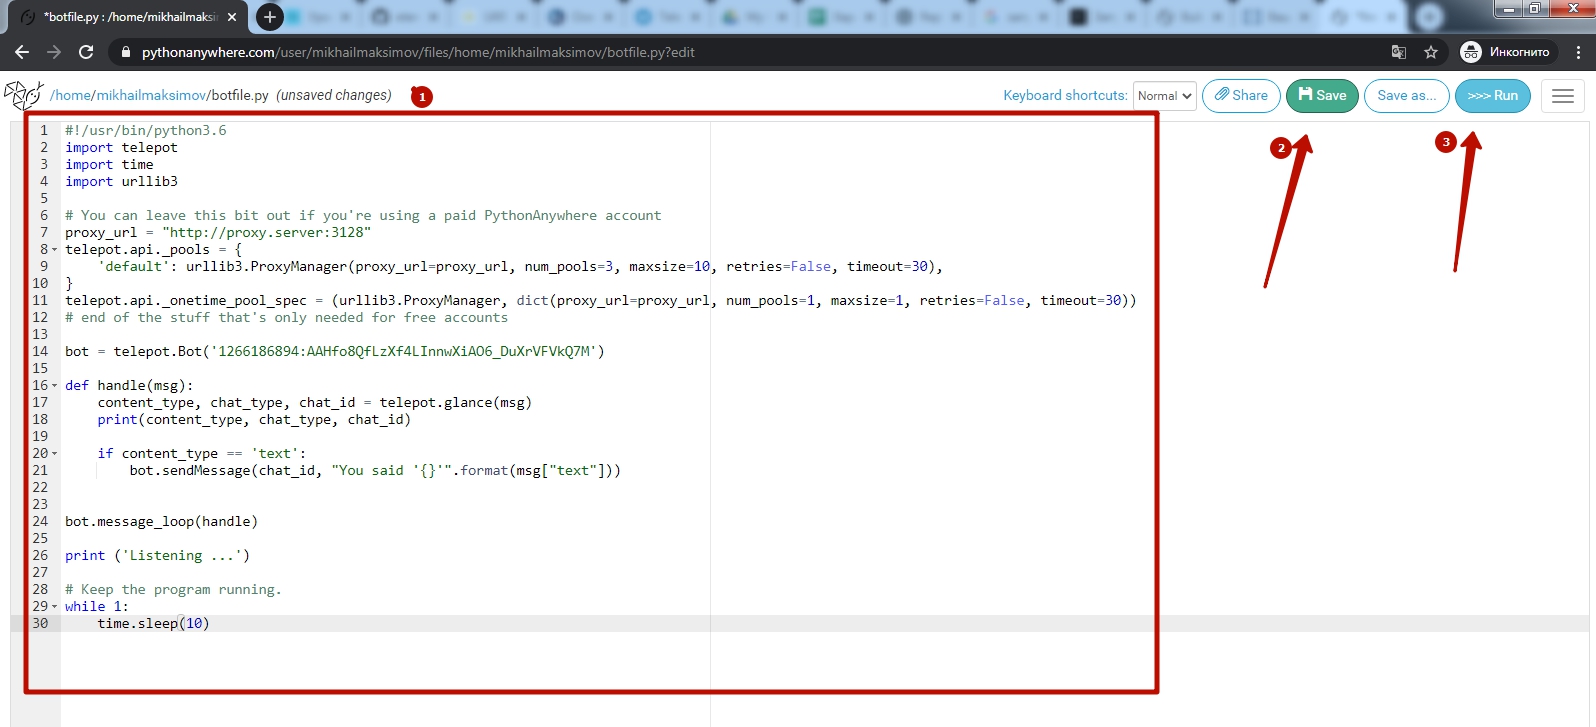 *botfile.py : /home/mikhailmaksi
pythonanywhere.com/user/mikhailmaksimov/files/home/mikhailmaksimov/botfile.py?edit
Инкогнито
/home/mikhailmaksimov/botfile.py (unsaved changes)
1
Keyboard shortcuts:
Normal
Share
Save
Save as...
>>> Run
2
3
1 #!/usr/bin/python3.6
2 import telepot
3 import time
4 import urllib3
5
6 # You can leave this bit out if you're using a paid PythonAnywhere account
7 proxy_url = "http://proxy.server:3128"
8 telepot.api._pools = {
9     'default': urllib3.ProxyManager(proxy_url=proxy_url, num_pools=3, maxsize=10, retries=False, timeout=30),
10 }
11 telepot.api._onetime_pool_spec = (urllib3.ProxyManager, dict(proxy_url=proxy_url, num_pools=1, maxsize=1, retries=False, timeout=30))
12 # end of the stuff that's only needed for free accounts
13
14 bot = telepot.Bot('1266186894:AAHfo8QfLzXf4LInnwXiAO6_DuXrVFVkQ7M')
15
16 def handle(msg):
17     content_type, chat_type, chat_id = telepot.glance(msg)
18     print(content_type, chat_type, chat_id)
19
20     if content_type == 'text':
21         bot.sendMessage(chat_id, "You said '{}'".format(msg["text"]))
22
23
24 bot.message_loop(handle)
25
26 print ('Listening ...')
27
28 # Keep the program running.
29 while 1:
30     time.sleep(10)